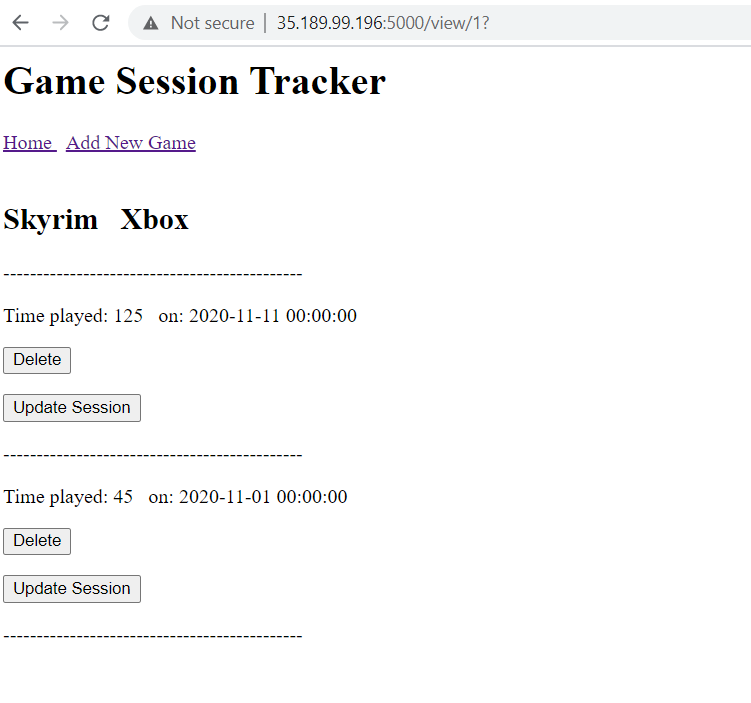 Not secure | 35.189.99.196:5000/view/1?
Game Session Tracker
Home Add New Game
Skyrim Xbox
---------------------------------------------
Time played: 125 on: 2020-11-11 00:00:00
Delete
Update Session
---------------------------------------------
Time played: 45 on: 2020-11-01 00:00:00
Delete
Update Session
---------------------------------------------